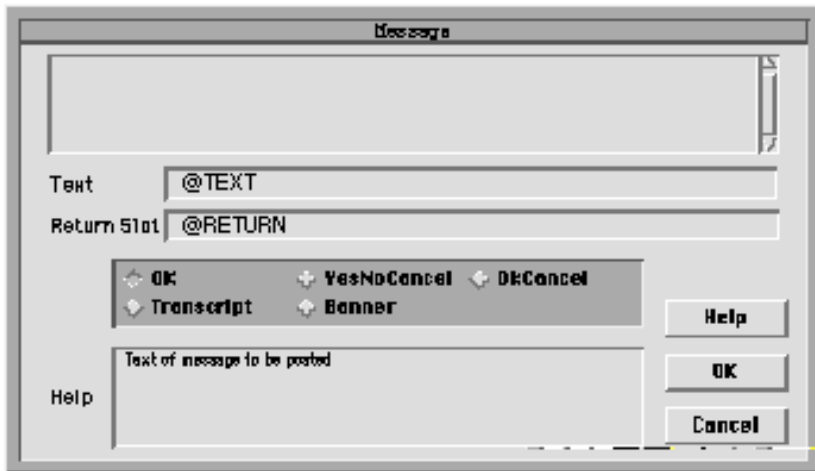 Message
Text @TEXT
Return Slot @RETURN
OK YesNoCancel OkCancel
Transcript Banner
Help
Text of message to be posted
OK
Help
Cancel